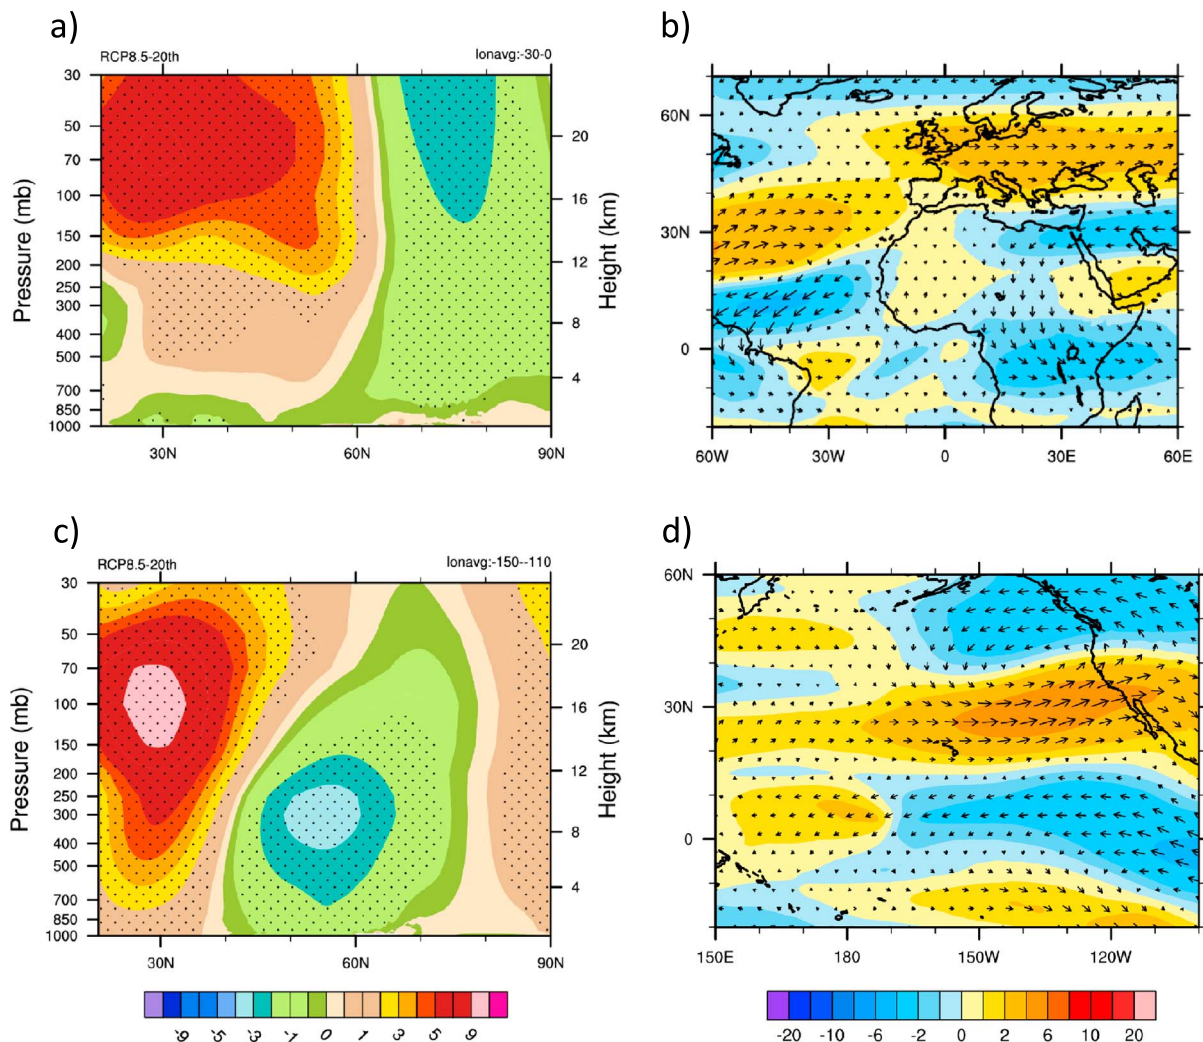 a)
RCP8.5-20th lonavg:-30-0
Pressure (mb)
30
50
70
100
150
200
250
300
400
500
700
850
1000
30N 60N 90N
20
16
12
8
4
Height (km)
b)
60N
30N
0
60W 30W 0 30E 60E
c)
RCP8.5-20th lonavg:-150--110
Pressure (mb)
30
50
70
100
150
200
250
300
400
500
700
850
1000
30N 60N 90N
20
16
12
8
4
Height (km)
d)
60N
30N
0
150E 180 150W 120W
-9 -5 -3 -1 0 1 3 5 9
-20 -10 -6 -2 0 2 6 10 20